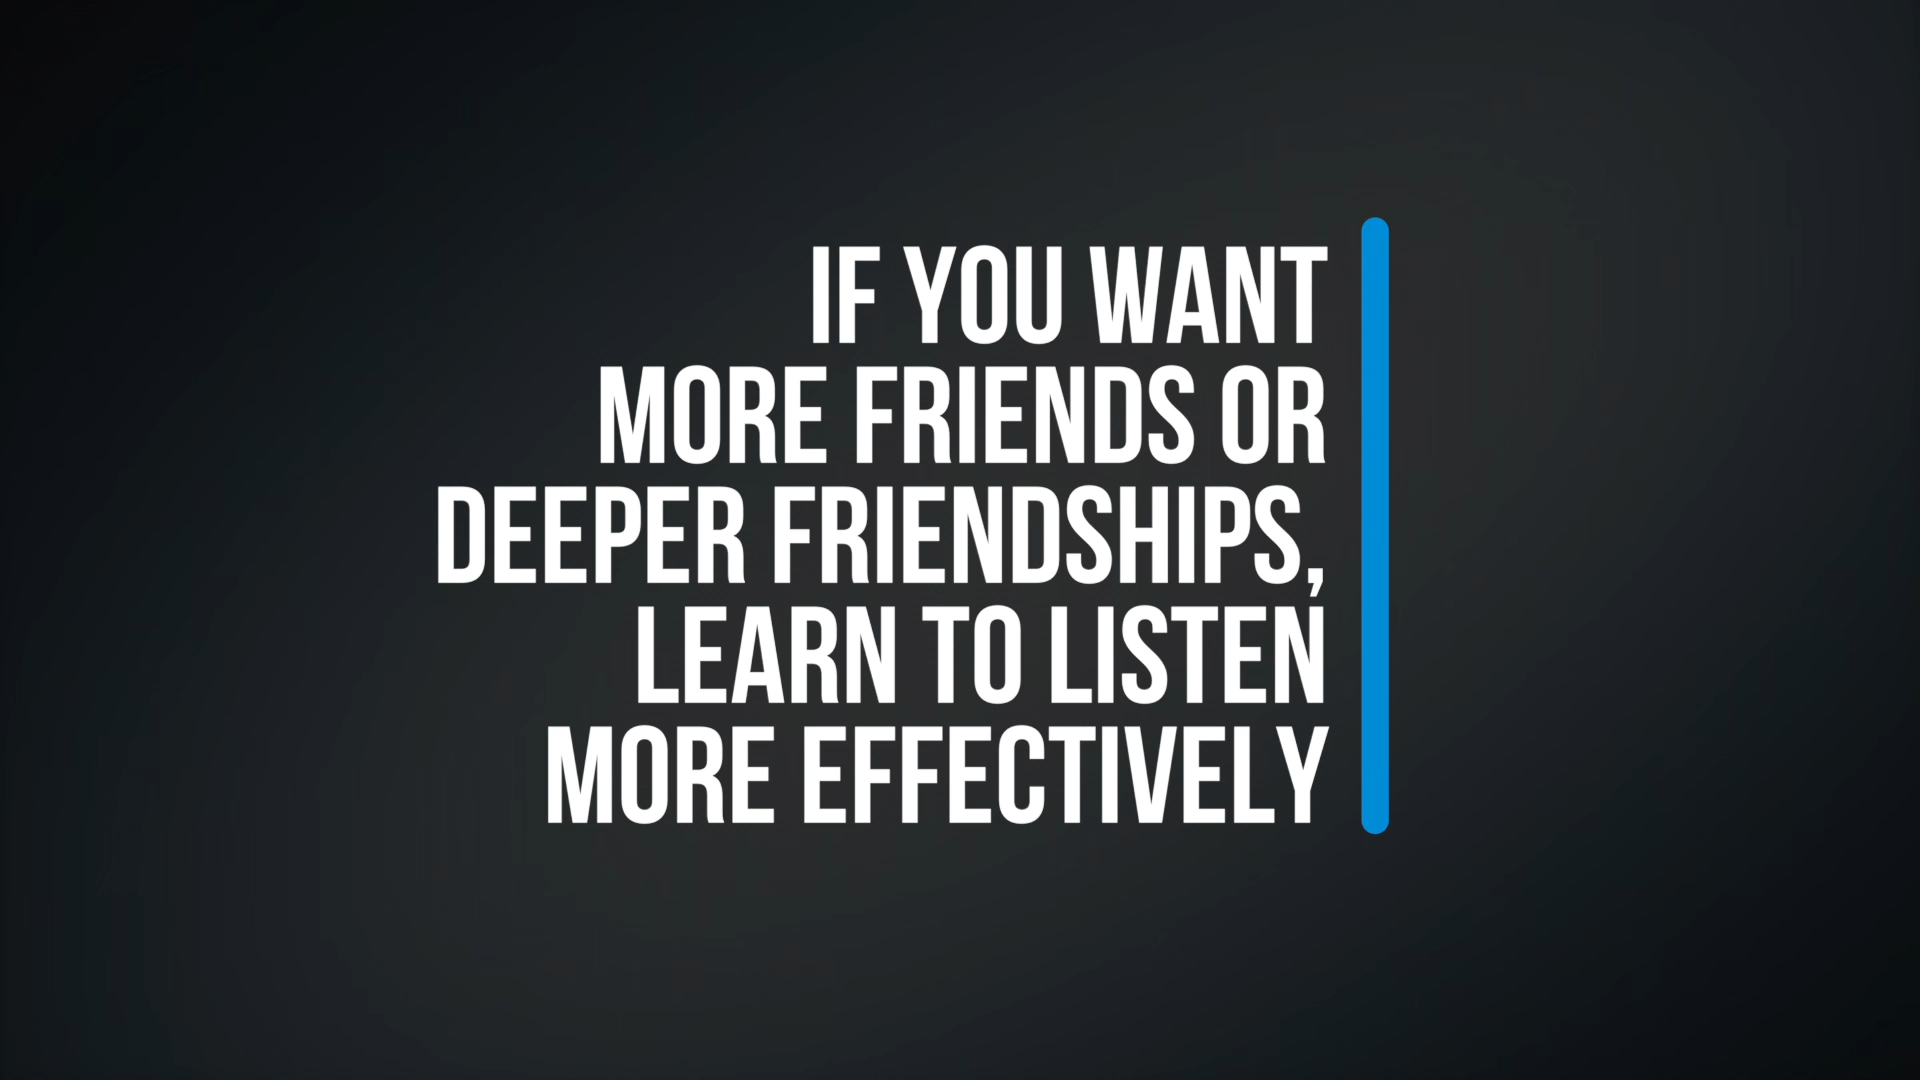 IF YOU WANT
MORE FRIENDS OR
DEEPER FRIENDSHIPS,
LEARN TO LISTEN
MORE EFFECTIVELY